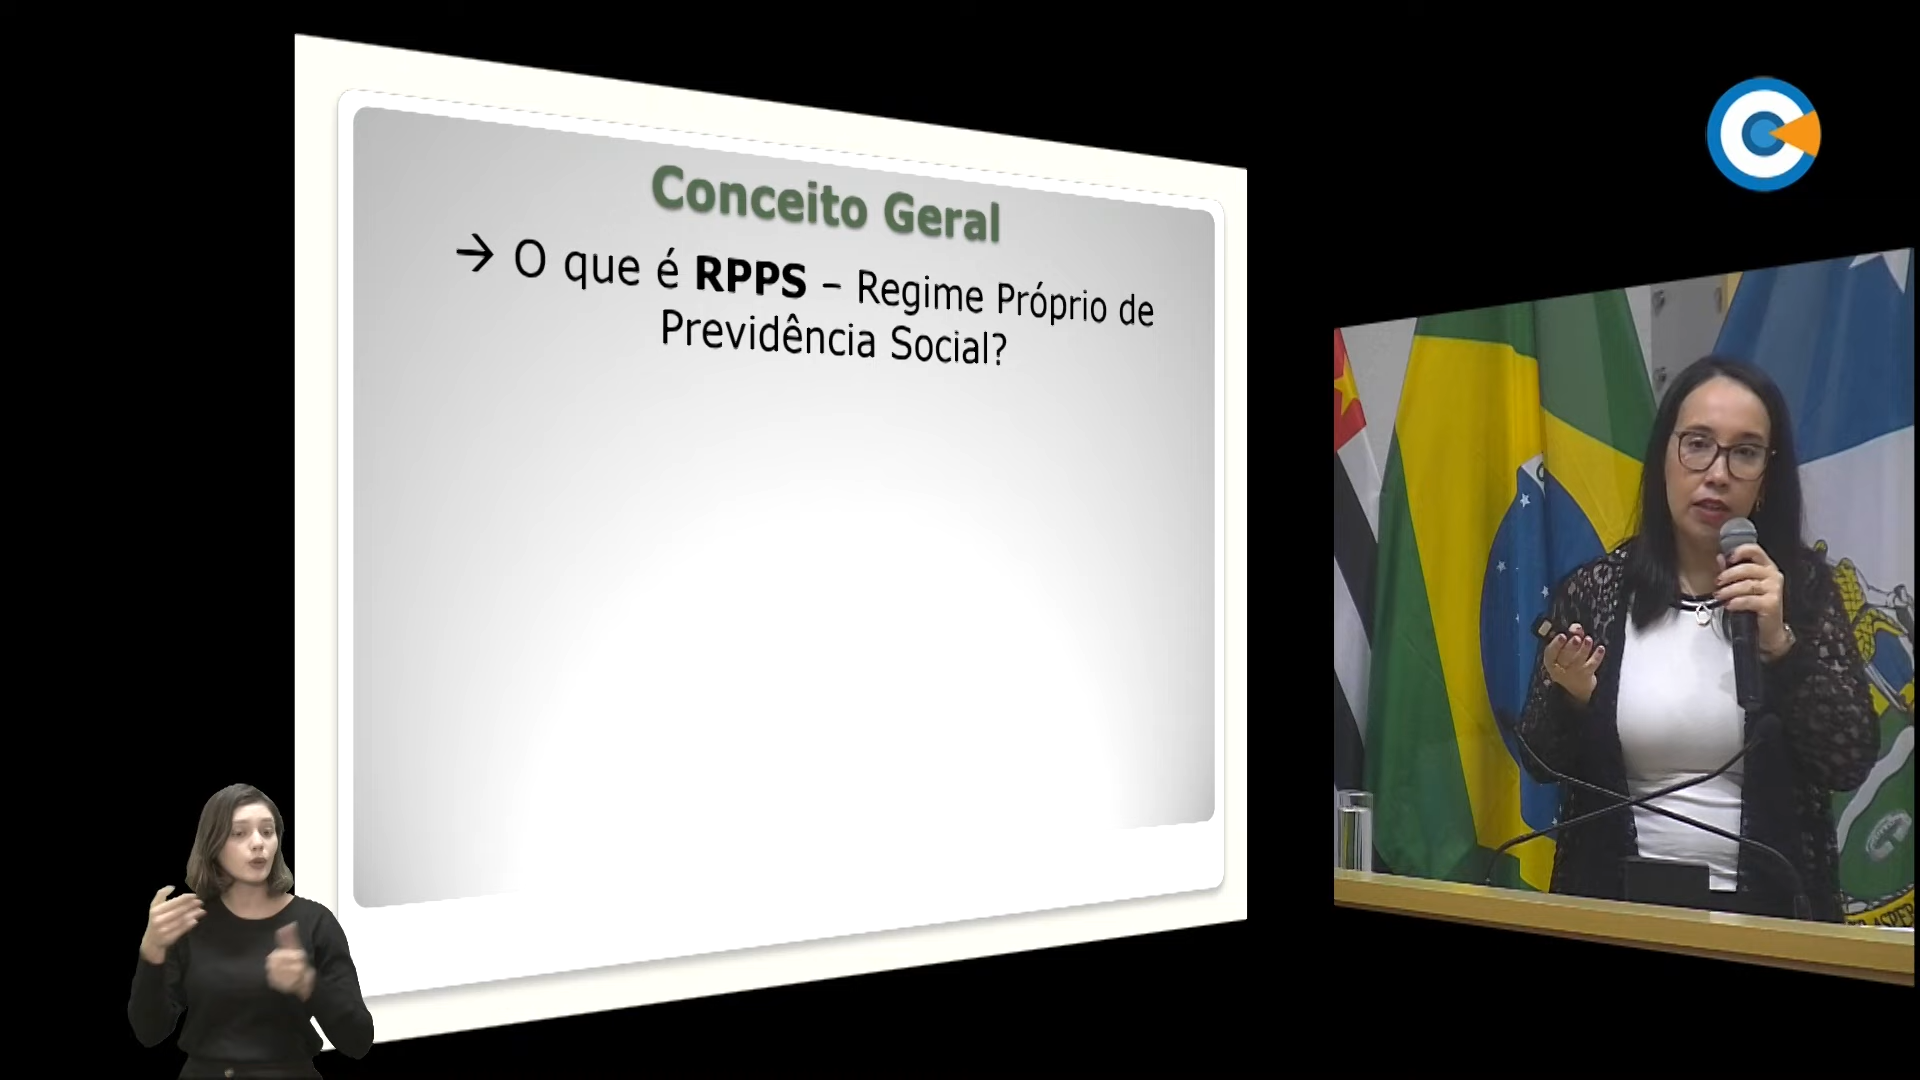 Conceito Geral
→ O que é RPPS – Regime Próprio de
Previdência Social?